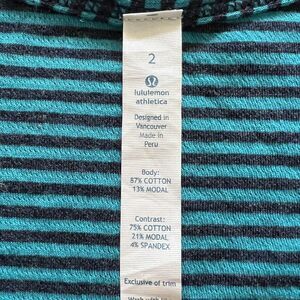 2
lululemon
athletica
Designed in
Vancouver
Made in
Peru
Body:
87% COTTON
13% MODAL
Contrast:
75% COTTON
21% MODAL
4% SPANDEX
Exclusive of trim